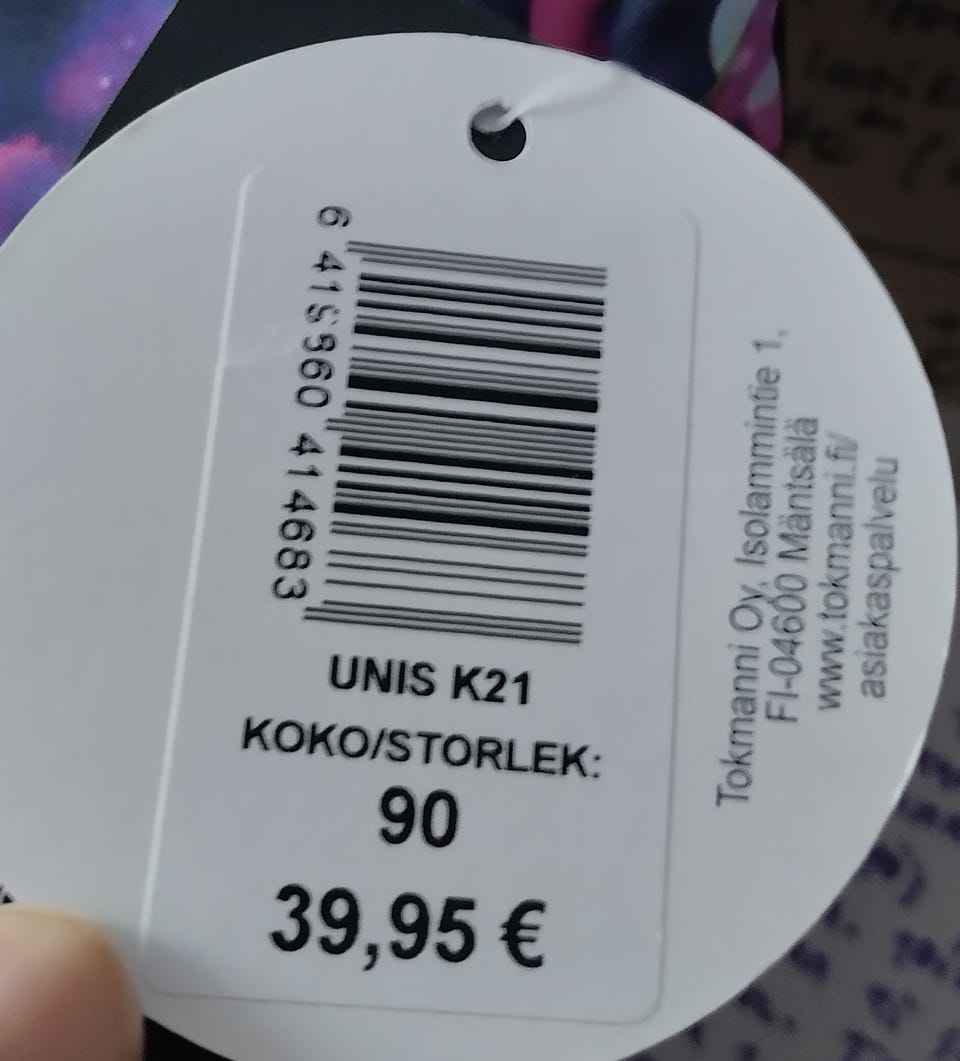 6 419860 414683
UNIS K21
KOKO/STORLEK:
90
39,95 €
Tokmanni Oy, Isolammintie 1,
FI-04600 Mäntsälä
www.tokmanni.fi/
asiakaspalvelu